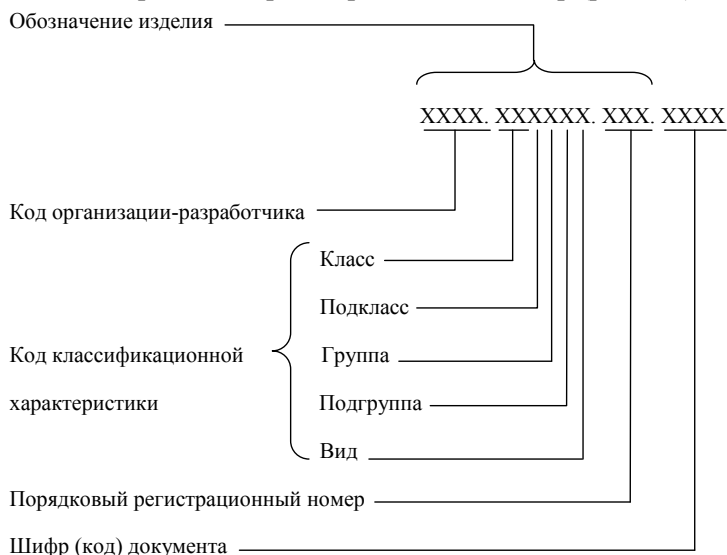 Обозначение изделия
XXXX. XXXXXX. XXX. XXXX
Код организации-разработчика
Класс
Подкласс
Код классификационной
Группа
характеристики
Подгруппа
Вид
Порядковый регистрационный номер
Шифр (код) документа